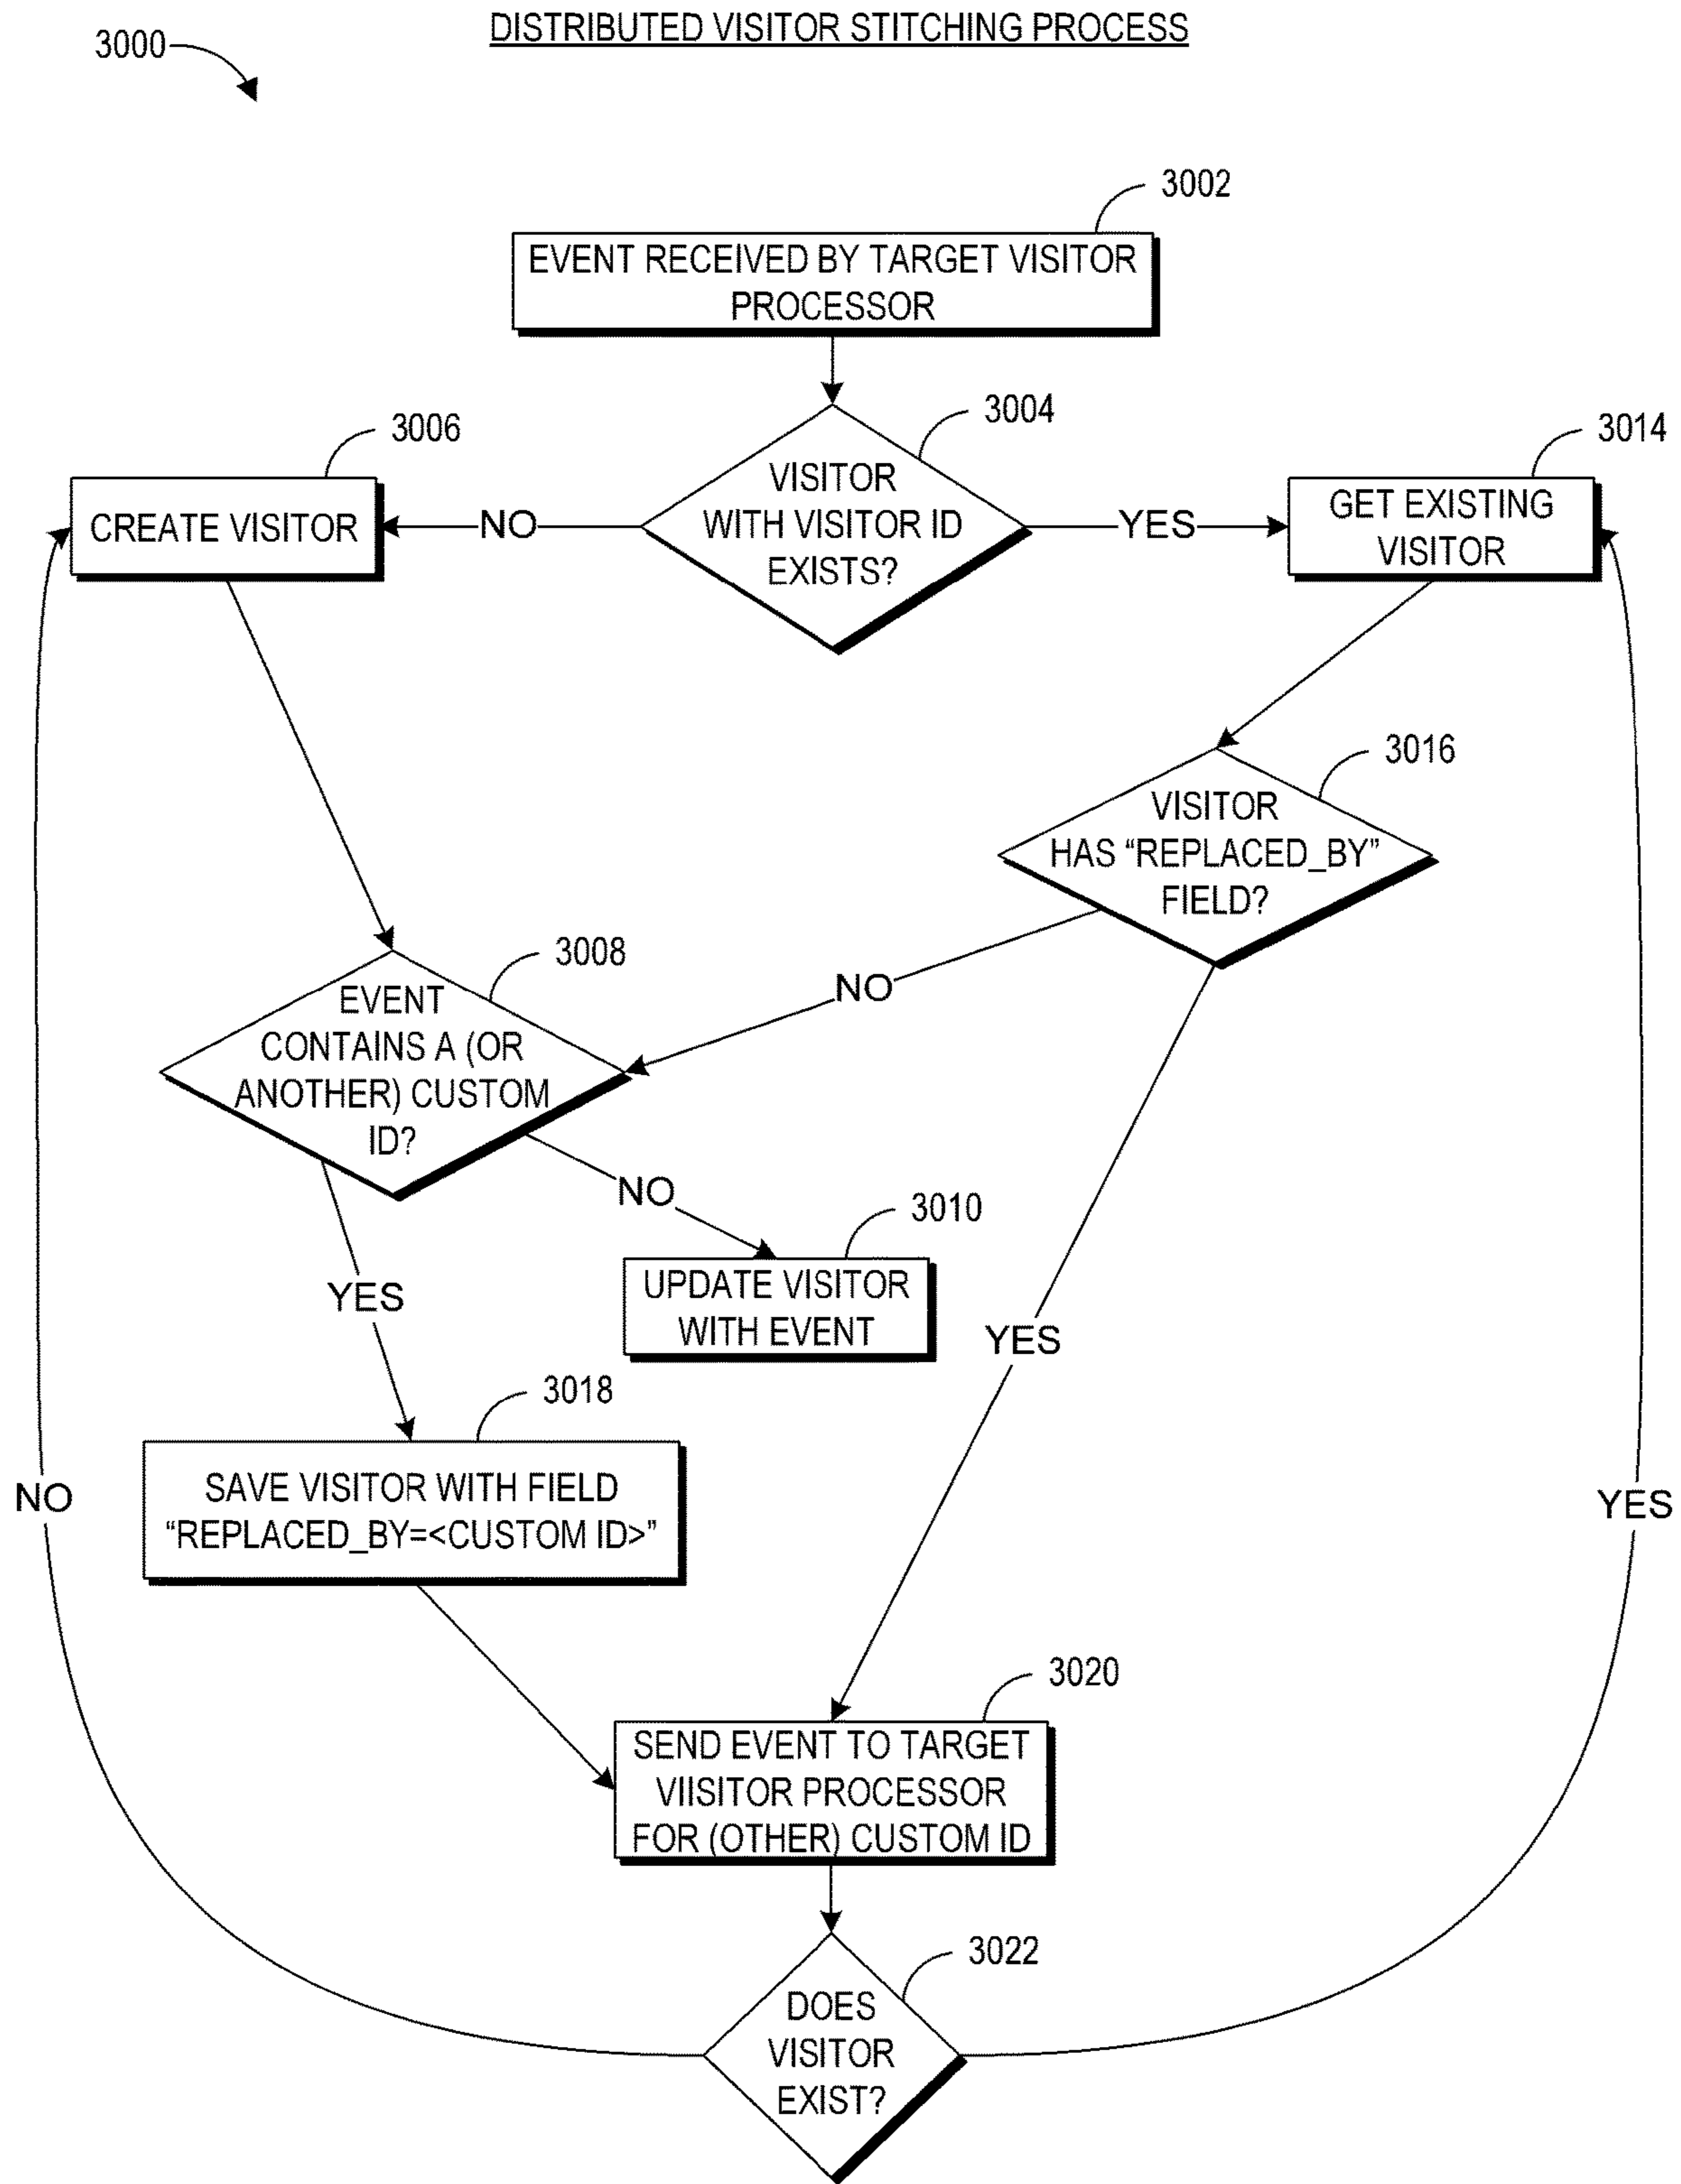 DISTRIBUTED VISITOR STITCHING PROCESS
3000
3002
EVENT RECEIVED BY TARGET VISITOR
PROCESSOR
3004
VISITOR
WITH VISITOR ID
EXISTS?
3006
CREATE VISITOR
NO
YES
3014
GET EXISTING
VISITOR
3016
VISITOR
HAS “REPLACED_BY”
FIELD?
3008
EVENT
CONTAINS A (OR
ANOTHER) CUSTOM
ID?
NO
NO
3010
UPDATE VISITOR
WITH EVENT
YES
YES
3018
SAVE VISITOR WITH FIELD
“REPLACED_BY=<CUSTOM ID>”
NO
YES
3020
SEND EVENT TO TARGET
VIISITOR PROCESSOR
FOR (OTHER) CUSTOM ID
3022
DOES
VISITOR
EXIST?